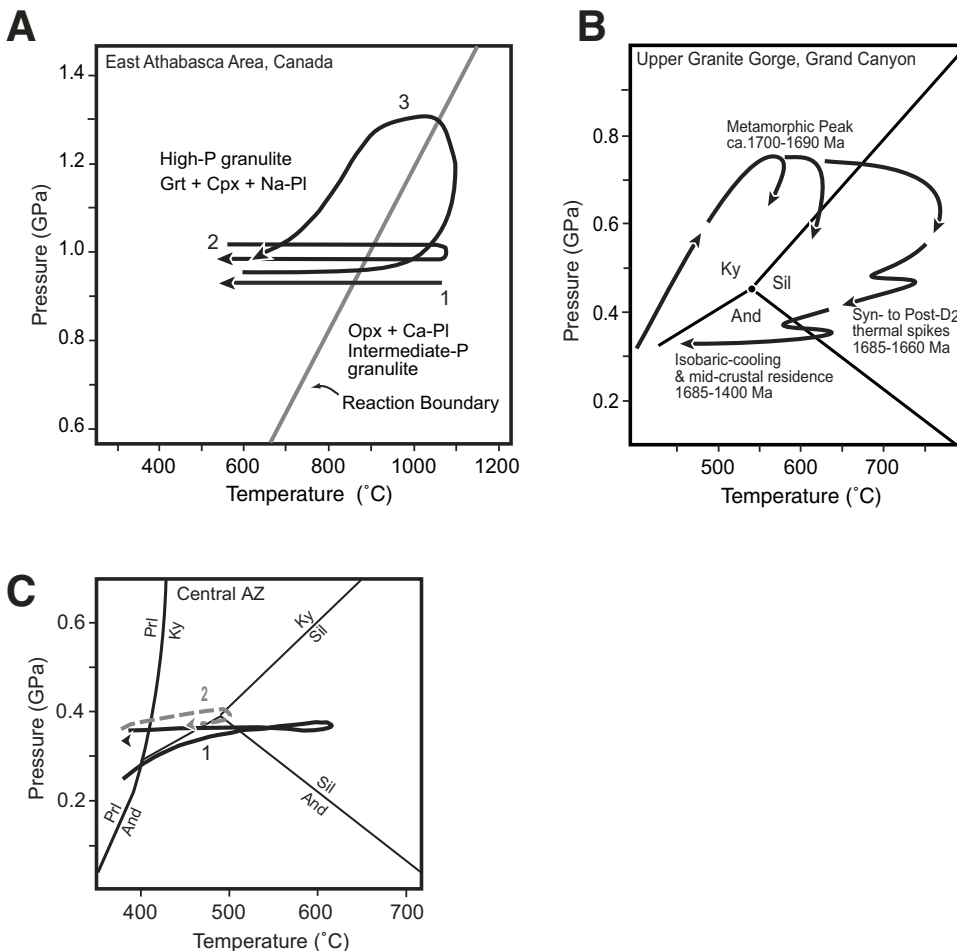 A
East Athabasca Area, Canada
1.4
1.2
1.0
0.8
0.6
Pressure (GPa)
3
High-P granulite
Grt + Cpx + Na-Pl
2
1
Opx + Ca-Pl
Intermediate-P
granulite
Reaction Boundary
400 600 800 1000 1200
Temperature (˚C)
B
Upper Granite Gorge, Grand Canyon
0.8
0.6
0.4
0.2
Pressure (GPa)
Metamorphic Peak
ca.1700-1690 Ma
Ky
Sil
And
Syn- to Post-D2
thermal spikes
1685-1660 Ma
Isobaric-cooling
& mid-crustal residence
1685-1400 Ma
500 600 700
Temperature (˚C)
C
Central AZ
0.6
0.4
0.2
Pressure (GPa)
Prl
Ky
Ky
Sil
2
1
Prl
And
Sil
And
400 500 600 700
Temperature (˚C)